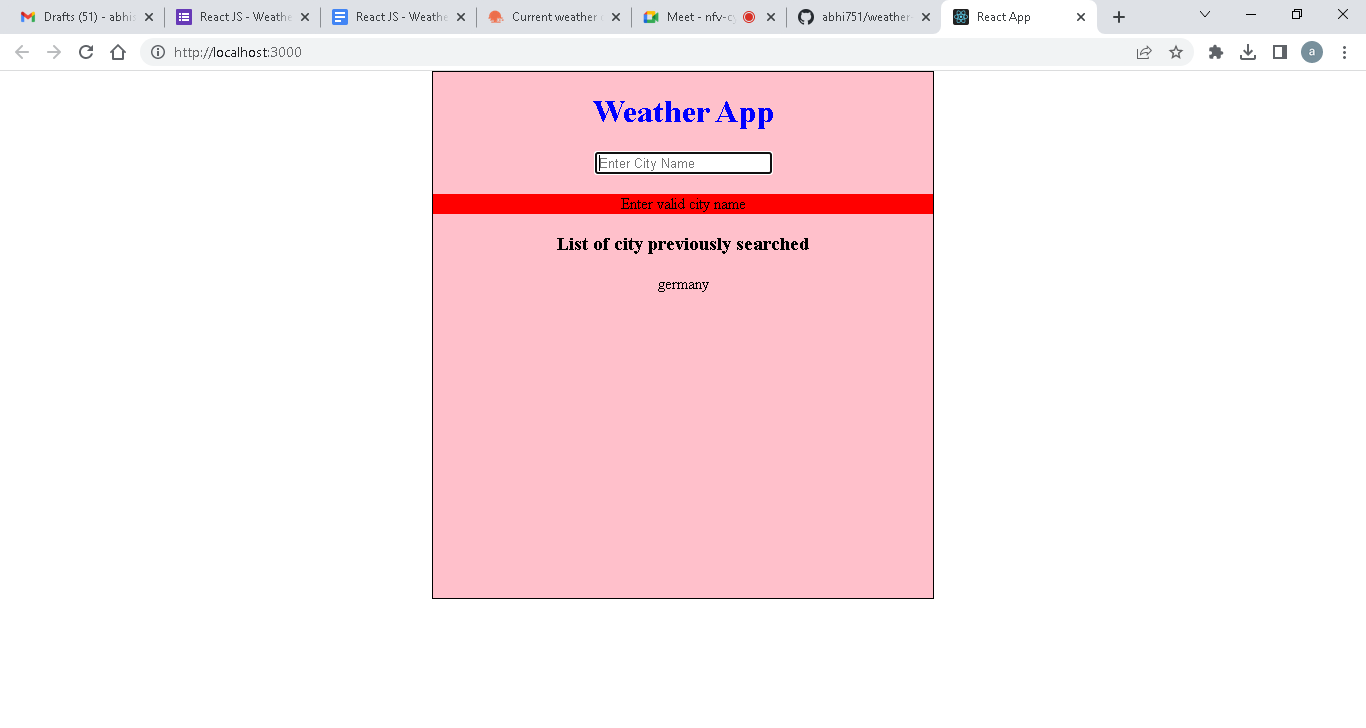 Drafts (51) - abhis
React JS - Weathe
React JS - Weathe
Current weather
Meet - nfv-cy
abhi751/weather
React App
http://localhost:3000
a
Weather App
Enter City Name
Enter valid city name
List of city previously searched
germany